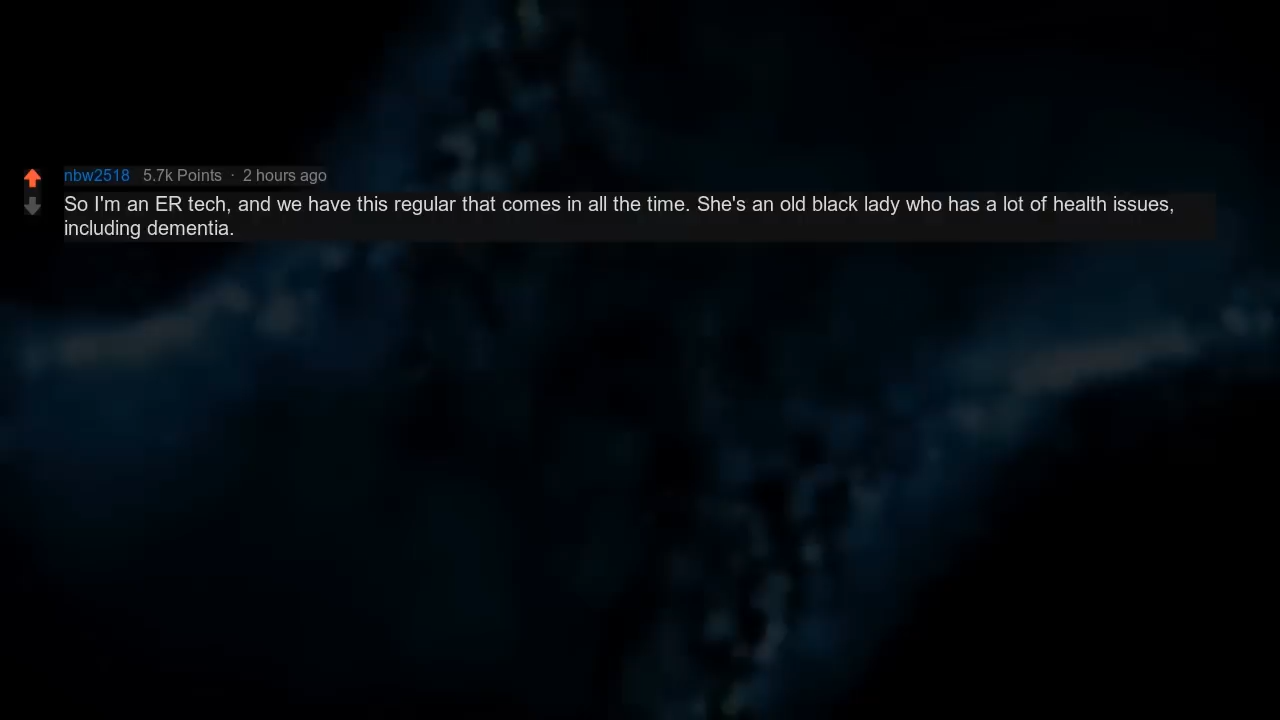 nbw2518 5.7k Points · 2 hours ago
So I'm an ER tech, and we have this regular that comes in all the time. She's an old black lady who has a lot of health issues,
including dementia.